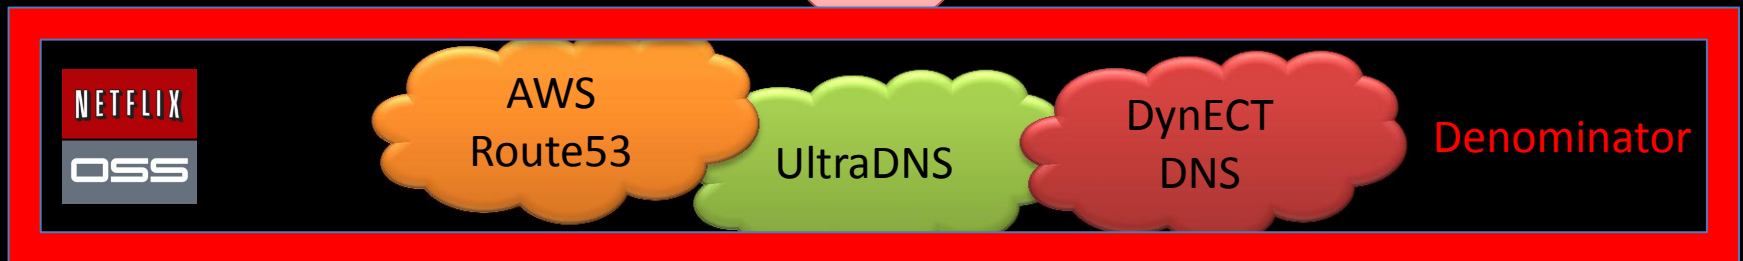 NETFLIX
OSS
AWS
Route53
UltraDNS
DynECT
DNS
Denominator